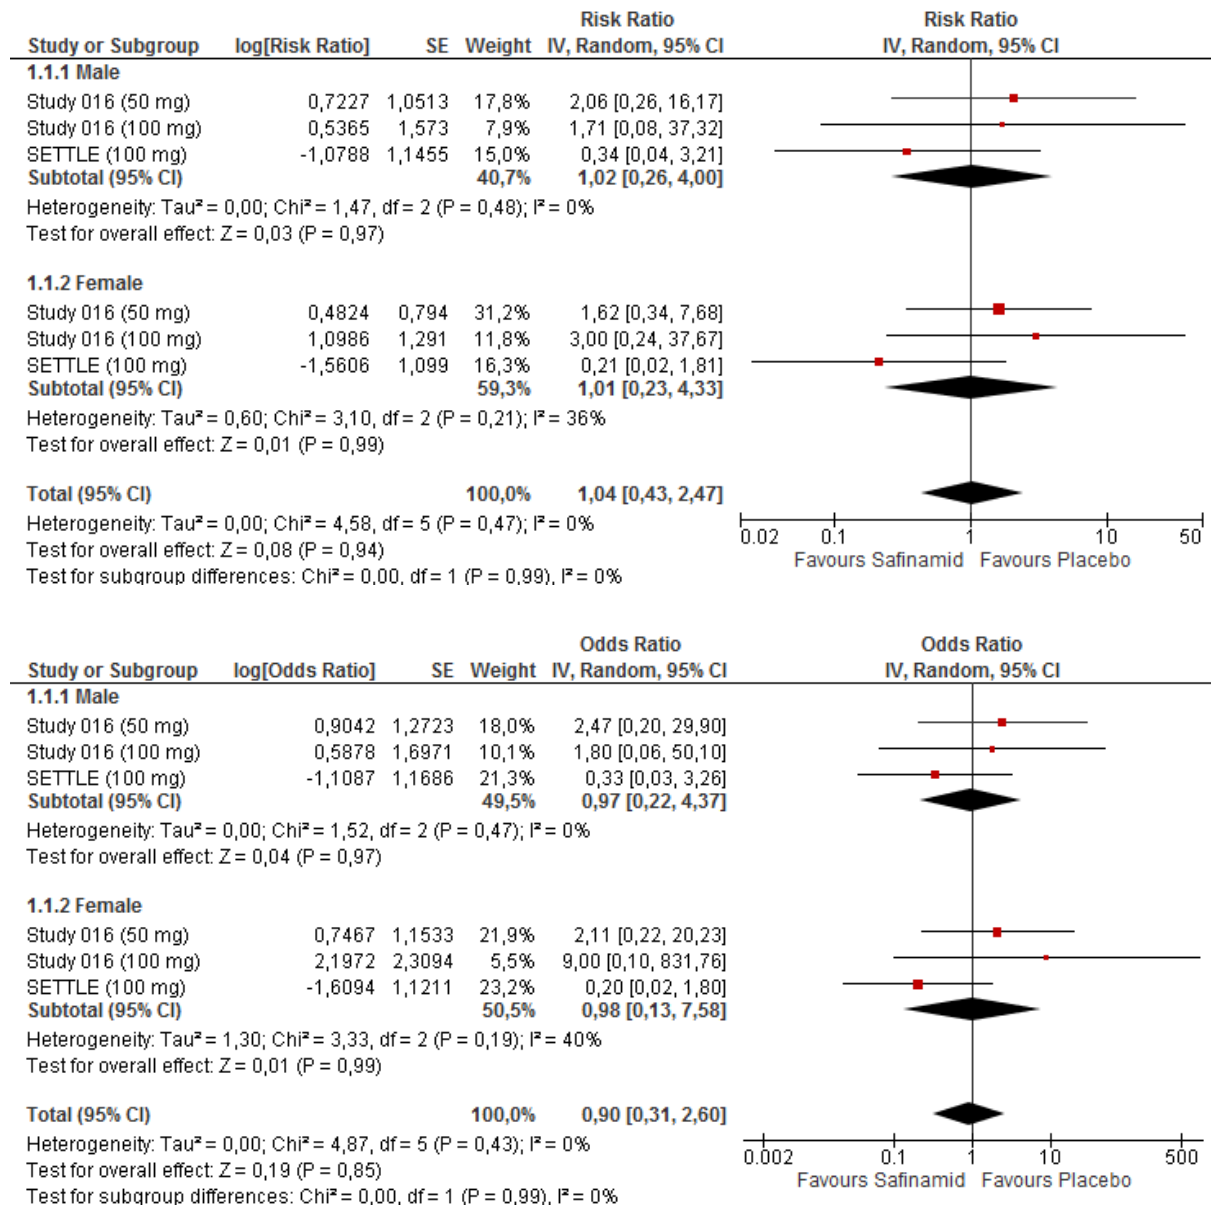 Risk Ratio Risk Ratio
Study or Subgroup log[Risk Ratio] SE Weight IV, Random, 95% CI IV, Random, 95% CI
1.1.1 Male
Study 016 (50 mg) 0,7227 1,0513 17,8% 2,06 [0,26, 16,17]
Study 016 (100 mg) 0,5365 1,573 7,9% 1,71 [0,08, 37,32]
SETTLE (100 mg) -1,0788 1,1455 15,0% 0,34 [0,04, 3,21]
Subtotal (95% CI) 40,7% 1,02 [0,26, 4,00]
Heterogeneity: Tau² = 0,00; Chi² = 1,47, df = 2 (P = 0,48); I² = 0%
Test for overall effect: Z = 0,03 (P = 0,97)
1.1.2 Female
Study 016 (50 mg) 0,4824 0,794 31,2% 1,62 [0,34, 7,68]
Study 016 (100 mg) 1,0986 1,291 11,8% 3,00 [0,24, 37,67]
SETTLE (100 mg) -1,5606 1,099 16,3% 0,21 [0,02, 1,81]
Subtotal (95% CI) 59,3% 1,01 [0,23, 4,33]
Heterogeneity: Tau² = 0,60; Chi² = 3,10, df = 2 (P = 0,21); I² = 36%
Test for overall effect: Z = 0,01 (P = 0,99)
Total (95% CI) 100,0% 1,04 [0,43, 2,47]
Heterogeneity: Tau² = 0,00; Chi² = 4,58, df = 5 (P = 0,47); I² = 0%
Test for overall effect: Z = 0,08 (P = 0,94)
Test for subgroup differences: Chi² = 0,00, df = 1 (P = 0,99), I² = 0%
0.02 0.1 1 10 50
Favours Safinamid Favours Placebo
Odds Ratio Odds Ratio
Study or Subgroup log[Odds Ratio] SE Weight IV, Random, 95% CI IV, Random, 95% CI
1.1.1 Male
Study 016 (50 mg) 0,9042 1,2723 18,0% 2,47 [0,20, 29,90]
Study 016 (100 mg) 0,5878 1,6971 10,1% 1,80 [0,06, 50,10]
SETTLE (100 mg) -1,1087 1,1686 21,3% 0,33 [0,03, 3,26]
Subtotal (95% CI) 49,5% 0,97 [0,22, 4,37]
Heterogeneity: Tau² = 0,00; Chi² = 1,52, df = 2 (P = 0,47); I² = 0%
Test for overall effect: Z = 0,04 (P = 0,97)
1.1.2 Female
Study 016 (50 mg) 0,7467 1,1533 21,9% 2,11 [0,22, 20,23]
Study 016 (100 mg) 2,1972 2,3094 5,5% 9,00 [0,10, 831,76]
SETTLE (100 mg) -1,6094 1,1211 23,2% 0,20 [0,02, 1,80]
Subtotal (95% CI) 50,5% 0,98 [0,13, 7,58]
Heterogeneity: Tau² = 1,30; Chi² = 3,33, df = 2 (P = 0,19); I² = 40%
Test for overall effect: Z = 0,01 (P = 0,99)
Total (95% CI) 100,0% 0,90 [0,31, 2,60]
Heterogeneity: Tau² = 0,00; Chi² = 4,87, df = 5 (P = 0,43); I² = 0%
Test for overall effect: Z = 0,19 (P = 0,85)
Test for subgroup differences: Chi² = 0,00, df = 1 (P = 0,99), I² = 0%
0.002 0.1 1 10 500
Favours Safinamid Favours Placebo